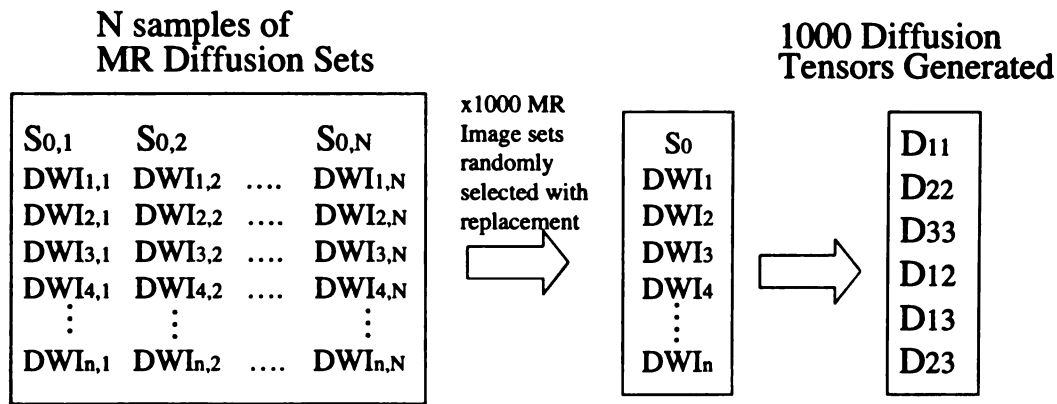 N samples of
MR Diffusion Sets
S0,1 S0,2 S0,N
DWI1,1 DWI1,2 .... DWI1,N
DWI2,1 DWI2,2 .... DWI2,N
DWI3,1 DWI3,2 .... DWI3,N
DWI4,1 DWI4,2 .... DWI4,N
DWIn,1 DWIn,2 .... DWIn,N
x1000 MR
Image sets
randomly
selected with
replacement
S0
DWI1
DWI2
DWI3
DWI4
DWIn
1000 Diffusion
Tensors Generated
D11
D22
D33
D12
D13
D23